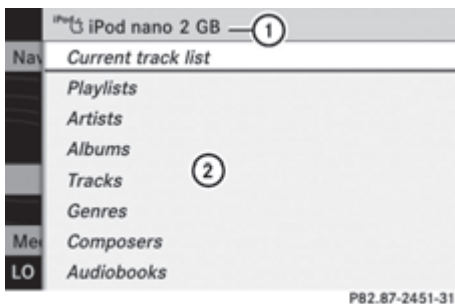 iPod iPod nano 2 GB 1
Nav Current track list
Playlists
Artists
Albums
Tracks 2
Genres
Me Composers
LO Audiobooks
P82.87-2451-31